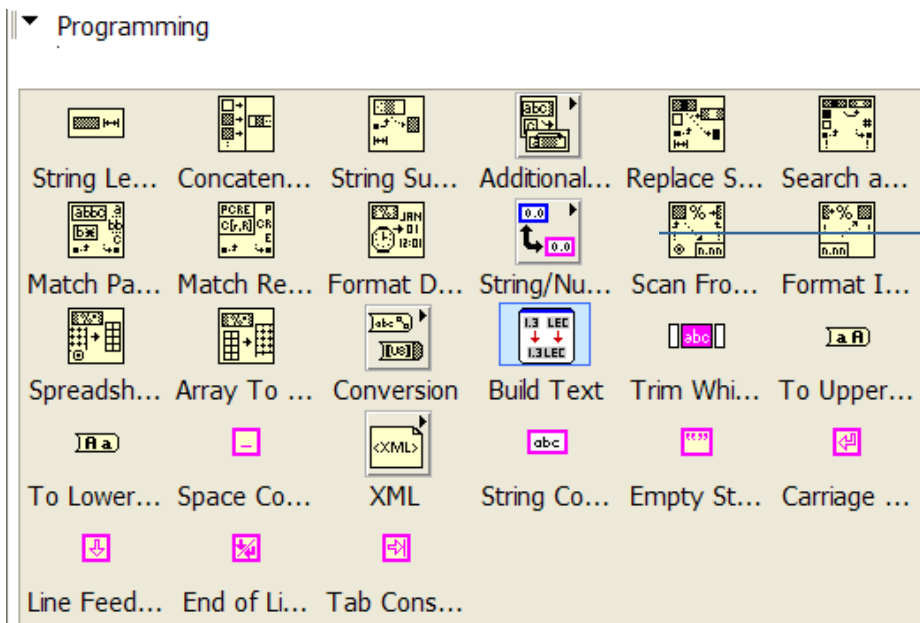 Programming
String Le... Concaten... String Su... Additional... Replace S... Search a...
Match Pa... Match Re... Format D... String/Nu... Scan Fro... Format I...
Spreadsh... Array To ... Conversion Build Text Trim Whi... To Upper...
To Lower... Space Co... XML String Co... Empty St... Carriage ...
Line Feed... End of Li... Tab Cons...